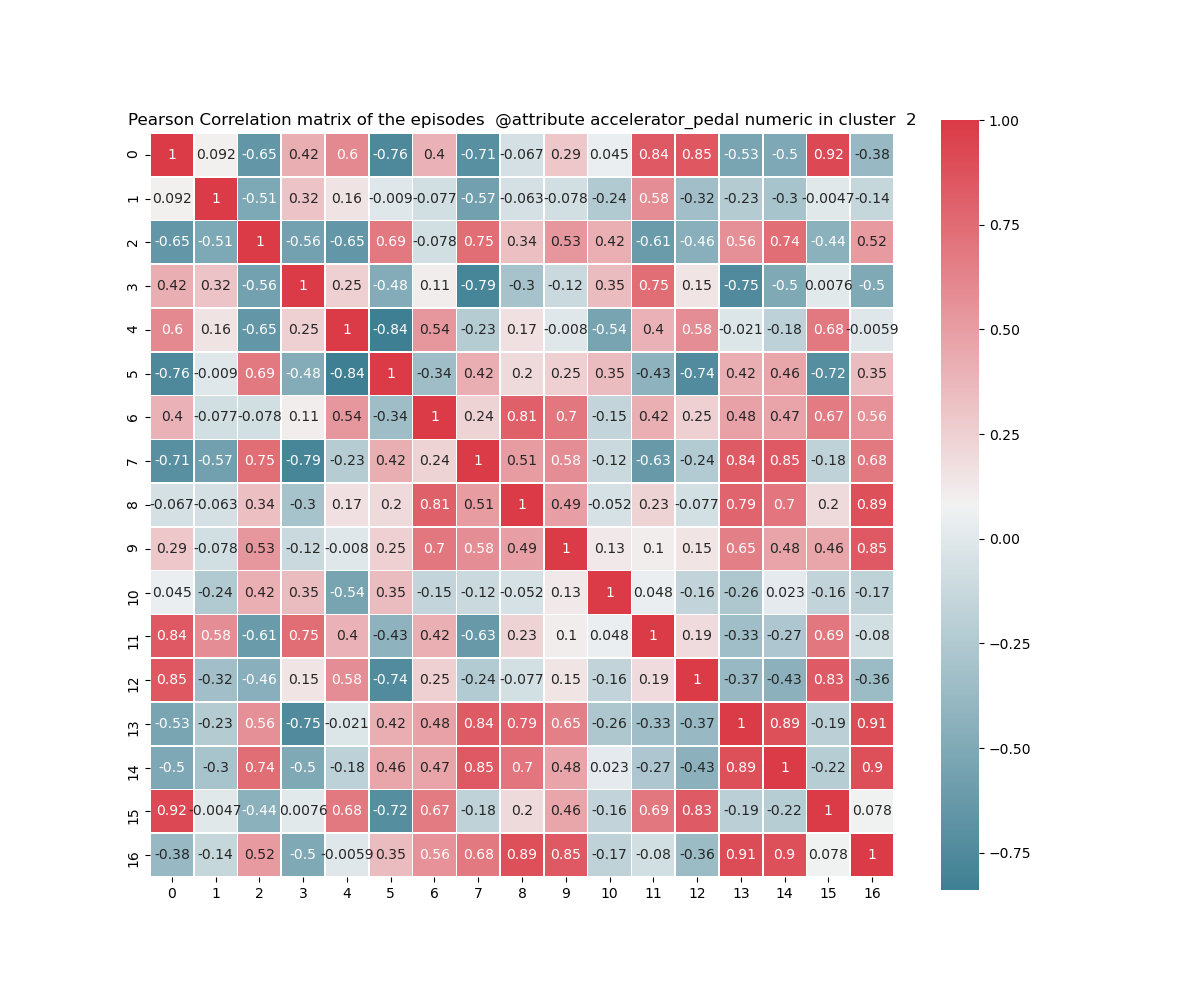 Pearson Correlation matrix of the episodes  @attribute accelerator_pedal numeric in cluster  2
0 1 0.092 -0.65 0.42 0.6 -0.76 0.4 -0.71 -0.067 0.29 0.045 0.84 0.85 -0.53 -0.5 0.92 -0.38
1 0.092 1 -0.51 0.32 0.16 -0.009 -0.077 -0.57 -0.063 -0.078 -0.24 0.58 -0.32 -0.23 -0.3 -0.0047 -0.14
2 -0.65 -0.51 1 -0.56 -0.65 0.69 -0.078 0.75 0.34 0.53 0.42 -0.61 -0.46 0.56 0.74 -0.44 0.52
3 0.42 0.32 -0.56 1 0.25 -0.48 0.11 -0.79 -0.3 -0.12 0.35 0.75 0.15 -0.75 -0.5 0.0076 -0.5
4 0.6 0.16 -0.65 0.25 1 -0.84 0.54 -0.23 0.17 -0.008 -0.54 0.4 0.58 -0.021 -0.18 0.68 -0.0059
5 -0.76 -0.009 0.69 -0.48 -0.84 1 -0.34 0.42 0.2 0.25 0.35 -0.43 -0.74 0.42 0.46 -0.72 0.35
6 0.4 -0.077 -0.078 0.11 0.54 -0.34 1 0.24 0.81 0.7 -0.15 0.42 0.25 0.48 0.47 0.67 0.56
7 -0.71 -0.57 0.75 -0.79 -0.23 0.42 0.24 1 0.51 0.58 -0.12 -0.63 -0.24 0.84 0.85 -0.18 0.68
8 -0.067 -0.063 0.34 -0.3 0.17 0.2 0.81 0.51 1 0.49 -0.052 0.23 -0.077 0.79 0.7 0.2 0.89
9 0.29 -0.078 0.53 -0.12 -0.008 0.25 0.7 0.58 0.49 1 0.13 0.1 0.15 0.65 0.48 0.46 0.85
10 0.045 -0.24 0.42 0.35 -0.54 0.35 -0.15 -0.12 -0.052 0.13 1 0.048 -0.16 -0.26 0.023 -0.16 -0.17
11 0.84 0.58 -0.61 0.75 0.4 -0.43 0.42 -0.63 0.23 0.1 0.048 1 0.19 -0.33 -0.27 0.69 -0.08
12 0.85 -0.32 -0.46 0.15 0.58 -0.74 0.25 -0.24 -0.077 0.15 -0.16 0.19 1 -0.37 -0.43 0.83 -0.36
13 -0.53 -0.23 0.56 -0.75 -0.021 0.42 0.48 0.84 0.79 0.65 -0.26 -0.33 -0.37 1 0.89 -0.19 0.91
14 -0.5 -0.3 0.74 -0.5 -0.18 0.46 0.47 0.85 0.7 0.48 0.023 -0.27 -0.43 0.89 1 -0.22 0.9
15 0.92 -0.0047 -0.44 0.0076 0.68 -0.72 0.67 -0.18 0.2 0.46 -0.16 0.69 0.83 -0.19 -0.22 1 0.078
16 -0.38 -0.14 0.52 -0.5 -0.0059 0.35 0.56 0.68 0.89 0.85 -0.17 -0.08 -0.36 0.91 0.9 0.078 1
0 1 2 3 4 5 6 7 8 9 10 11 12 13 14 15 16
1.00
0.75
0.50
0.25
0.00
−0.25
−0.50
−0.75